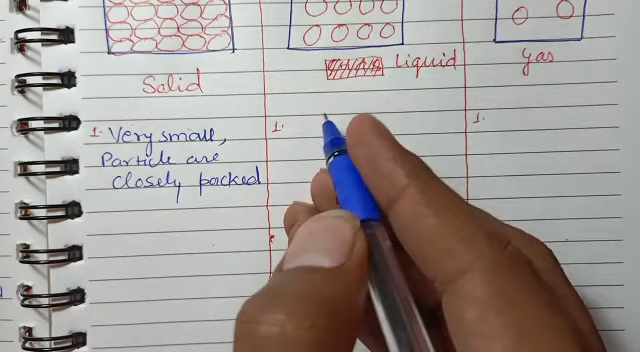 Solid
Liquid
gas
1. Very small,
Particle are
closely packed
1.
1.